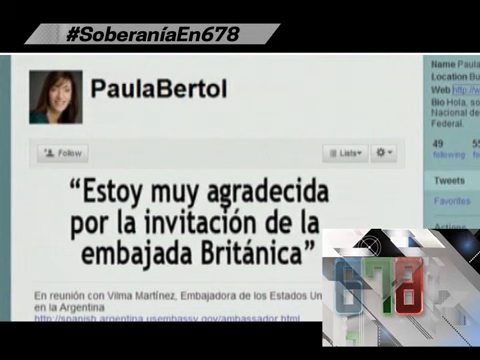 #SoberaníaEn678
PaulaBertol
Name Paula
Location Bu
Web http://w
Bio Hola, so
Nacional de
Federal.
49
following
Follow
Lists
Tweets
Favorites
Actions
“Estoy muy agradecida
por la invitación de la
embajada Británica”
En reunión con Vilma Martínez, Embajadora de los Estados Un
en la Argentina
http://spanish.argentina.usembassy.gov/ambassador.html
678